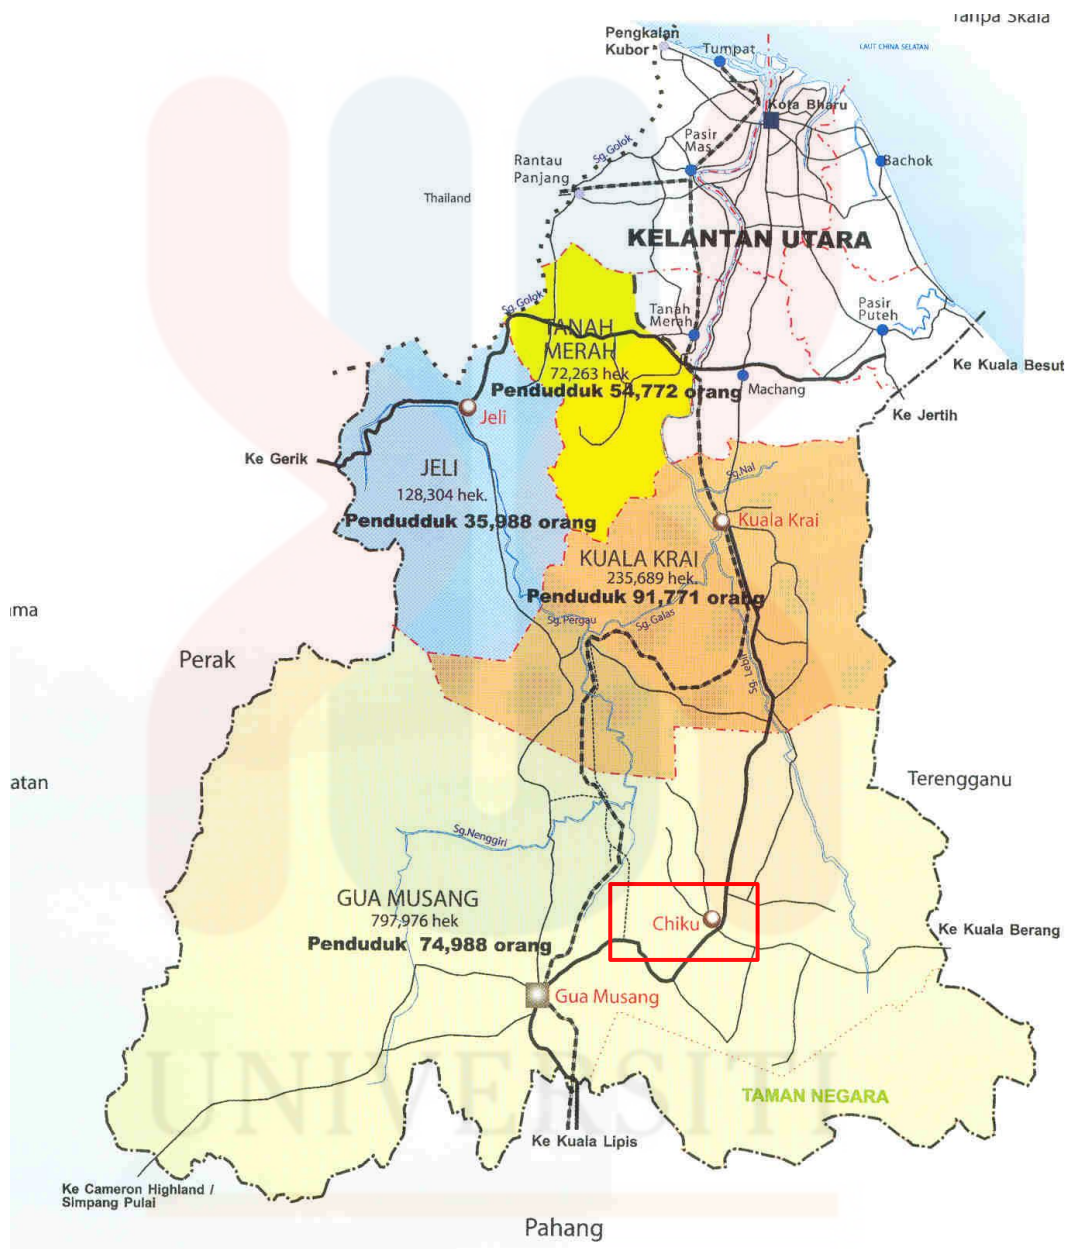 Tanpa Skala
Pengkalan
Kubor
Tumpat
LAUT CHINA SELATAN
Kota Bharu
Pasir
Mas
Sg. Golok
Rantau
Panjang
Bachok
Thailand
KELANTAN UTARA
Sg. Golok
Tanah
Merah
Pasir
Puteh
TANAH
MERAH
72,263 hek
Pendudduk 54,772 orang
Machang
Ke Kuala Besut
Ke Jertih
Jeli
Ke Gerik
JELI
128,304 hek.
Pendudduk 35,988 orang
Sg.Nal
Kuala Krai
KUALA KRAI
235,689 hek.
Penduduk 91,771 orang
Sg.Pergau
Sg.Galas
Sg. Lebir
ama
Perak
atan
Terengganu
Sg.Nenggiri
GUA MUSANG
797,976 hek
Penduduk 74,988 orang
Chiku
Ke Kuala Berang
Gua Musang
UNIVERSITI
TAMAN NEGARA
Ke Kuala Lipis
Ke Cameron Highland /
Simpang Pulai
Pahang